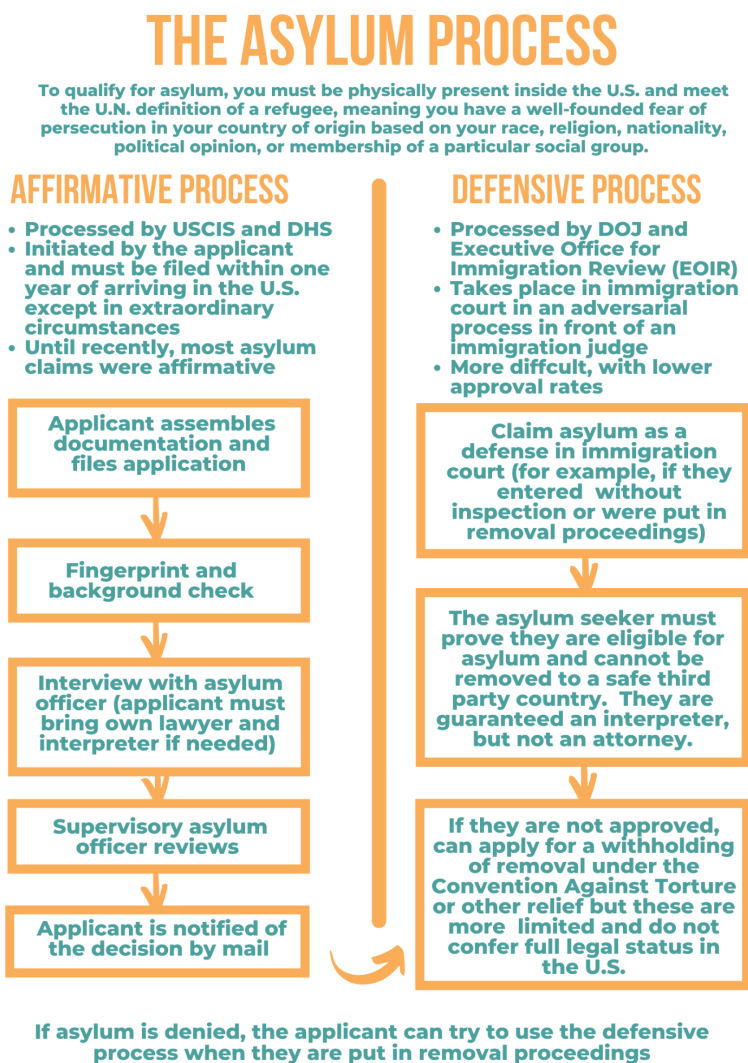 THE ASYLUM PROCESS
To qualify for asylum, you must be physically present inside the U.S. and meet
the U.N. definition of a refugee, meaning you have a well-founded fear of
persecution in your country of origin based on your race, religion, nationality,
political opinion, or membership of a particular social group.
AFFIRMATIVE PROCESS
• Processed by USCIS and DHS
• Initiated by the applicant
and must be filed within one
year of arriving in the U.S.
except in extraordinary
circumstances
• Until recently, most asylum
claims were affirmative
Applicant assembles
documentation and
files application
Fingerprint and
background check
Interview with asylum
officer (applicant must
bring own lawyer and
interpreter if needed)
Supervisory asylum
officer reviews
Applicant is notified of
the decision by mail
DEFENSIVE PROCESS
• Processed by DOJ and
Executive Office for
Immigration Review (EOIR)
• Takes place in immigration
court in an adversarial
process in front of an
immigration judge
• More diffcult, with lower
approval rates
Claim asylum as a
defense in immigration
court (for example, if they
entered without
inspection or were put in
removal proceedings)
The asylum seeker must
prove they are eligible for
asylum and cannot be
removed to a safe third
party country. They are
guaranteed an interpreter,
but not an attorney.
If they are not approved,
can apply for a withholding
of removal under the
Convention Against Torture
or other relief but these are
more limited and do not
confer full legal status in
the U.S.
If asylum is denied, the applicant can try to use the defensive
process when they are put in removal proceedings